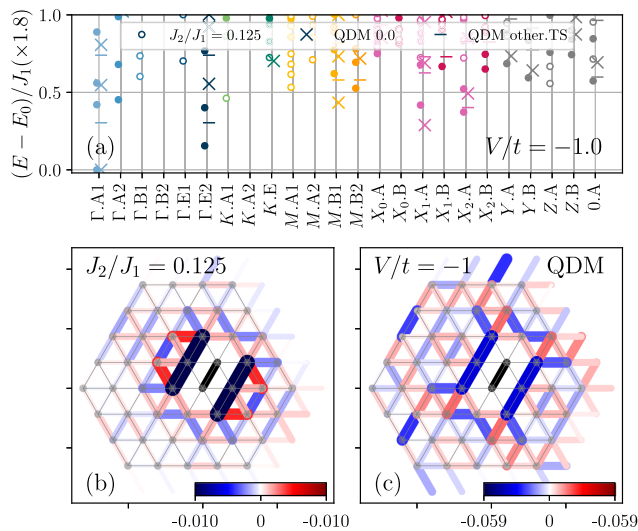 (E − E₀)/J₁(×1.8)
1.0
0.5
0.0
J₂/J₁ = 0.125
QDM 0.0
QDM other.TS
(a)
V/t = −1.0
Γ.A1
Γ.A2
Γ.B1
Γ.B2
Γ.E1
Γ.E2
K.A1
K.A2
K.E
M.A1
M.A2
M.B1
M.B2
X₀.A
X₀.B
X₁.A
X₁.B
X₂.A
X₂.B
Y.A
Y.B
Z.A
Z.B
0.A
J₂/J₁ = 0.125
(b)
-0.010
0
-0.010
V/t = −1
QDM
(c)
-0.059
0
-0.059